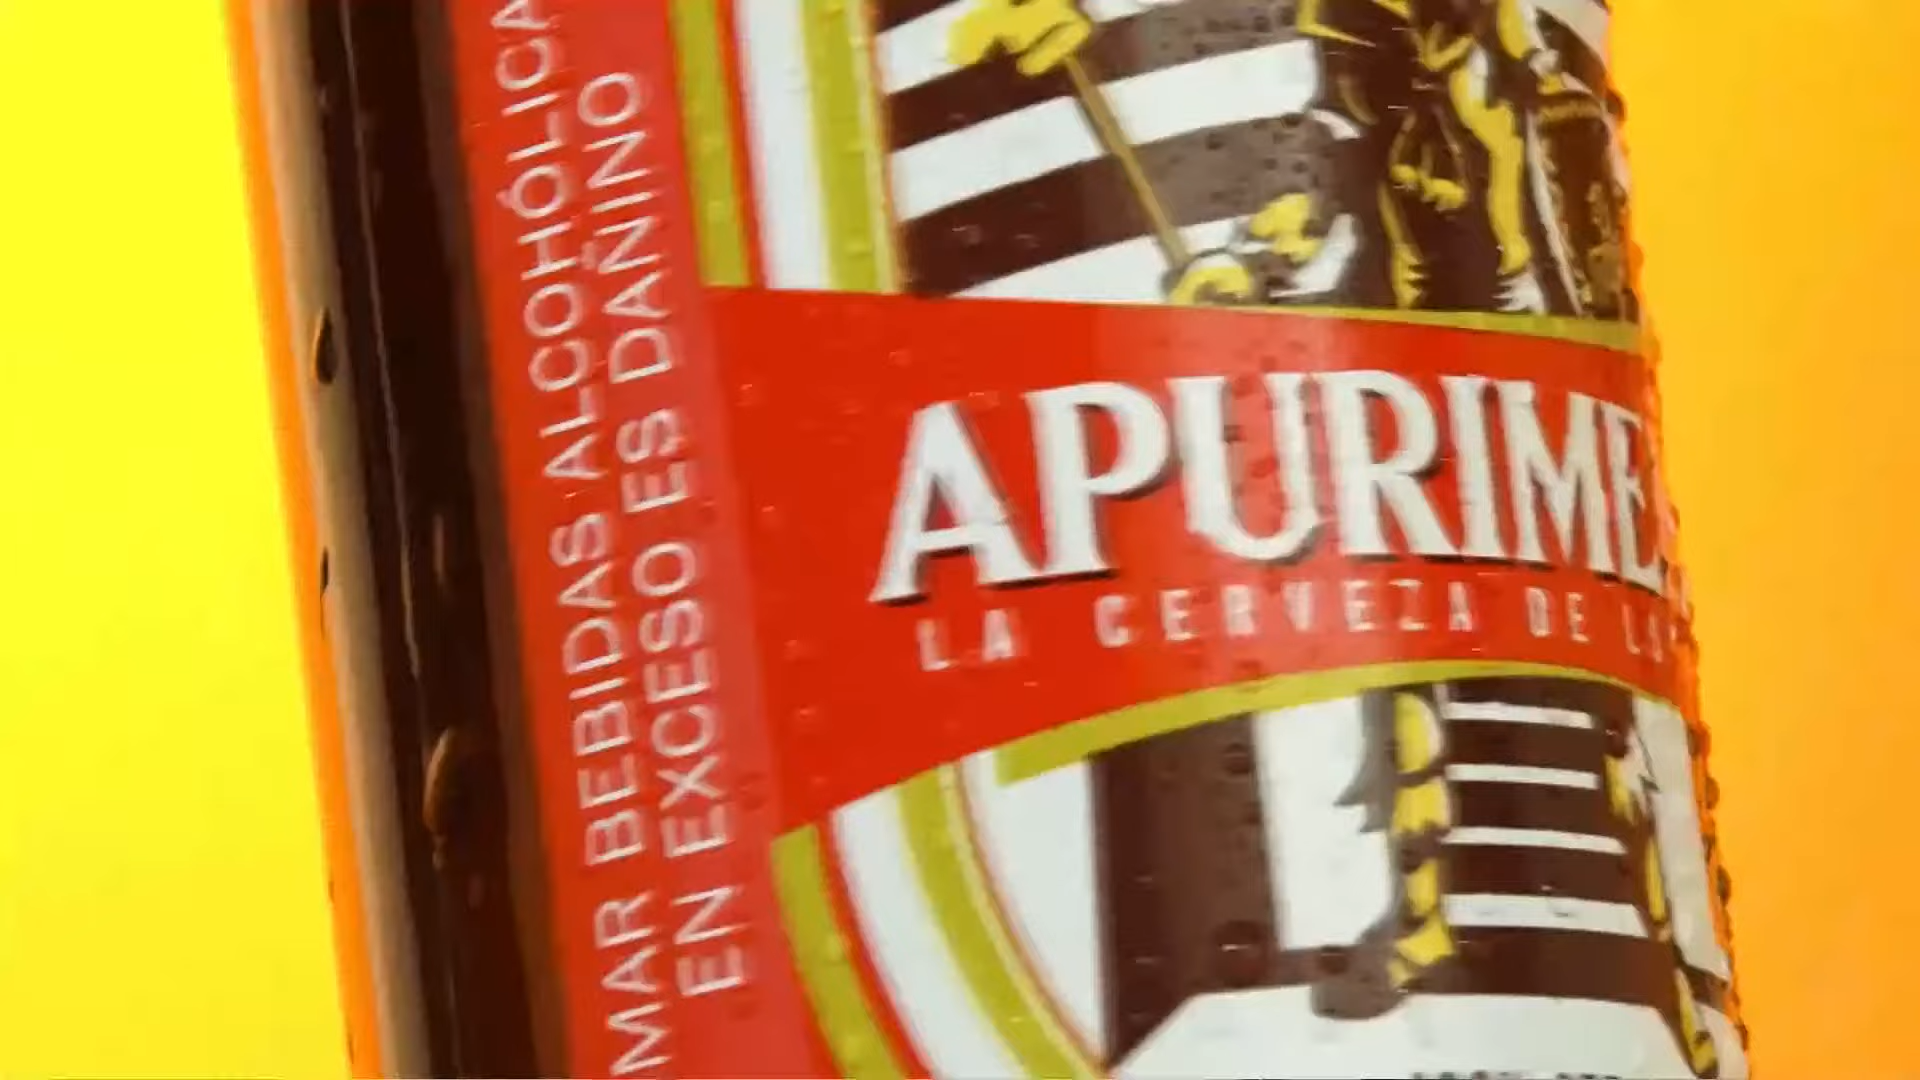 MAR BEBIDAS ALCOHÓLICA
EN EXCESO ES DAÑINO
APURIME
LA CERVEZA DE